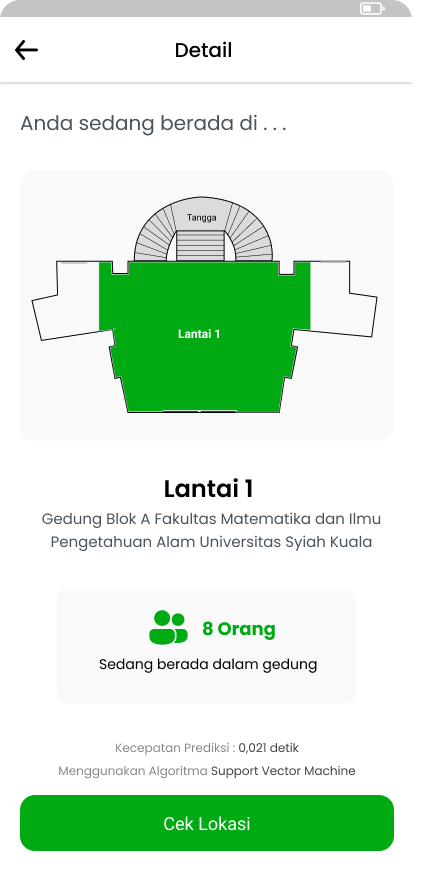 Detail
Anda sedang berada di . . .
Tangga
Lantai 1
Lantai 1
Gedung Blok A Fakultas Matematika dan Ilmu
Pengetahuan Alam Universitas Syiah Kuala
8 Orang
Sedang berada dalam gedung
Kecepatan Prediksi : 0,021 detik
Menggunakan Algoritma Support Vector Machine
Cek Lokasi